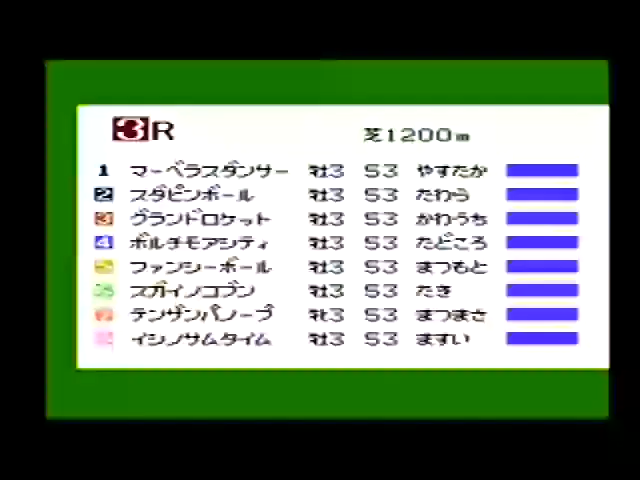 3R 芝1200m
1 マーベラスダンサー 牡3 53 やすたか
2 スダピンボール 牡3 53 たわら
3 グランドロケット 牡3 53 かわうち
4 ボルチモアシティ 牡3 53 たどころ
5 ファンシーボール 牡3 53 まつもと
6 スガイノコブン 牡3 53 たき
7 テンザンパノーブ 牝3 53 まつまさ
8 イシノサムタイム 牡3 53 ますい